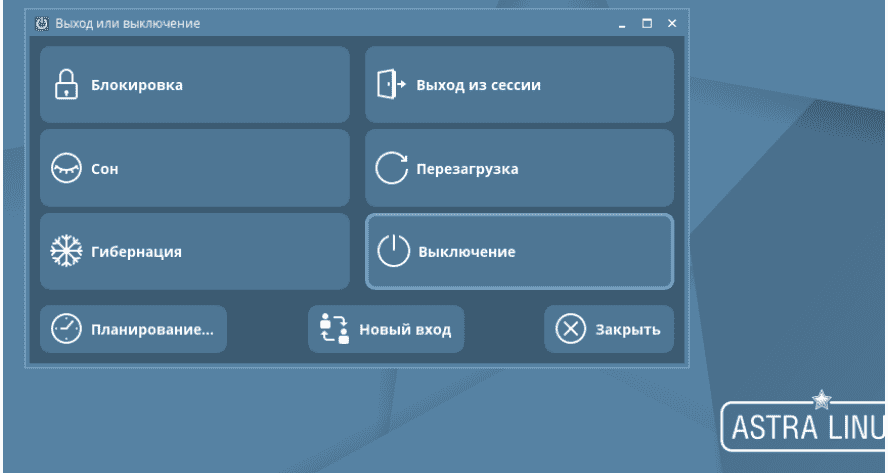 Выход или выключение
Блокировка
Выход из сессии
Сон
Перезагрузка
Гибернация
Выключение
Планирование...
Новый вход
Закрыть
ASTRA LINU